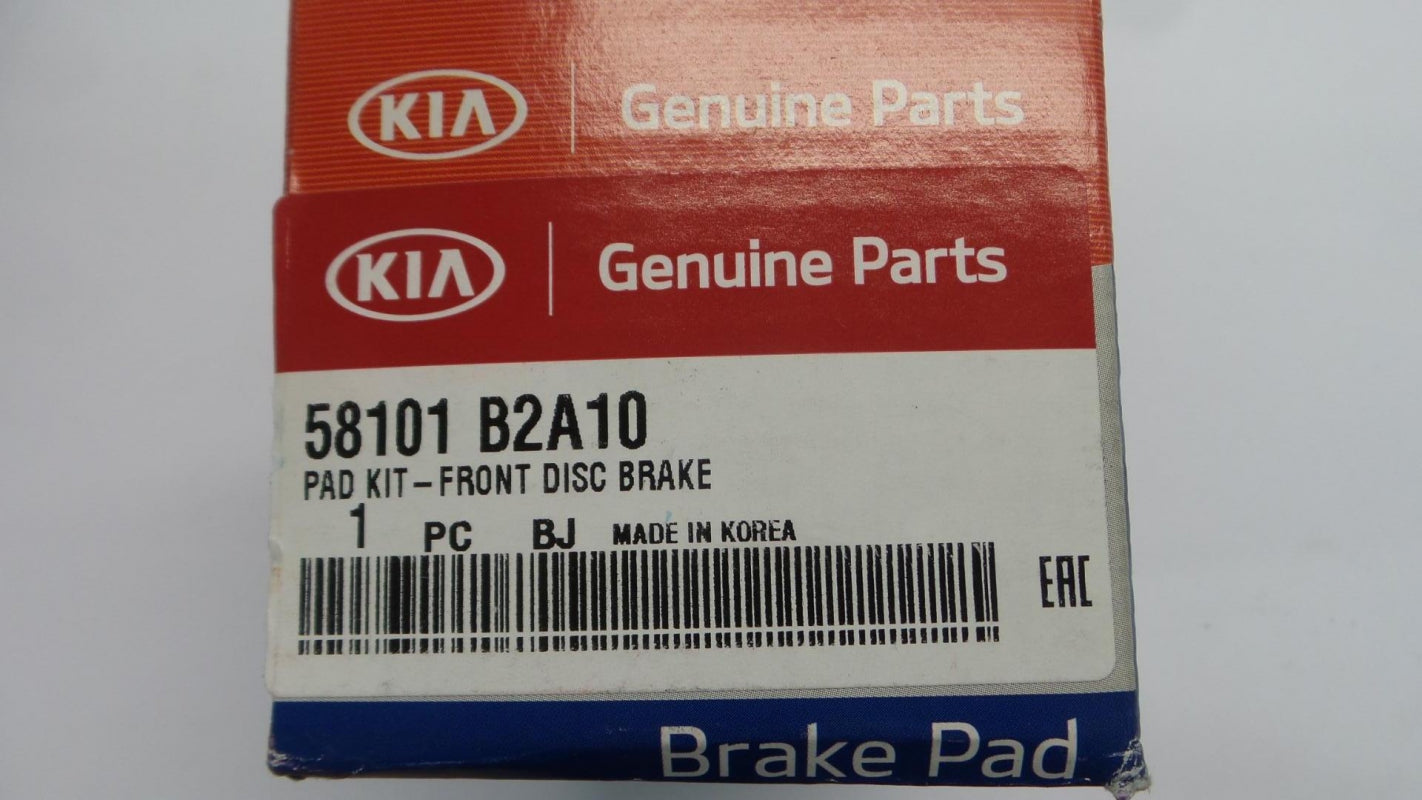 KIA Genuine Parts
KIA Genuine Parts
58101 B2A10
PAD KIT-FRONT DISC BRAKE
1 PC BJ MADE IN KOREA
EAC
Brake Pad